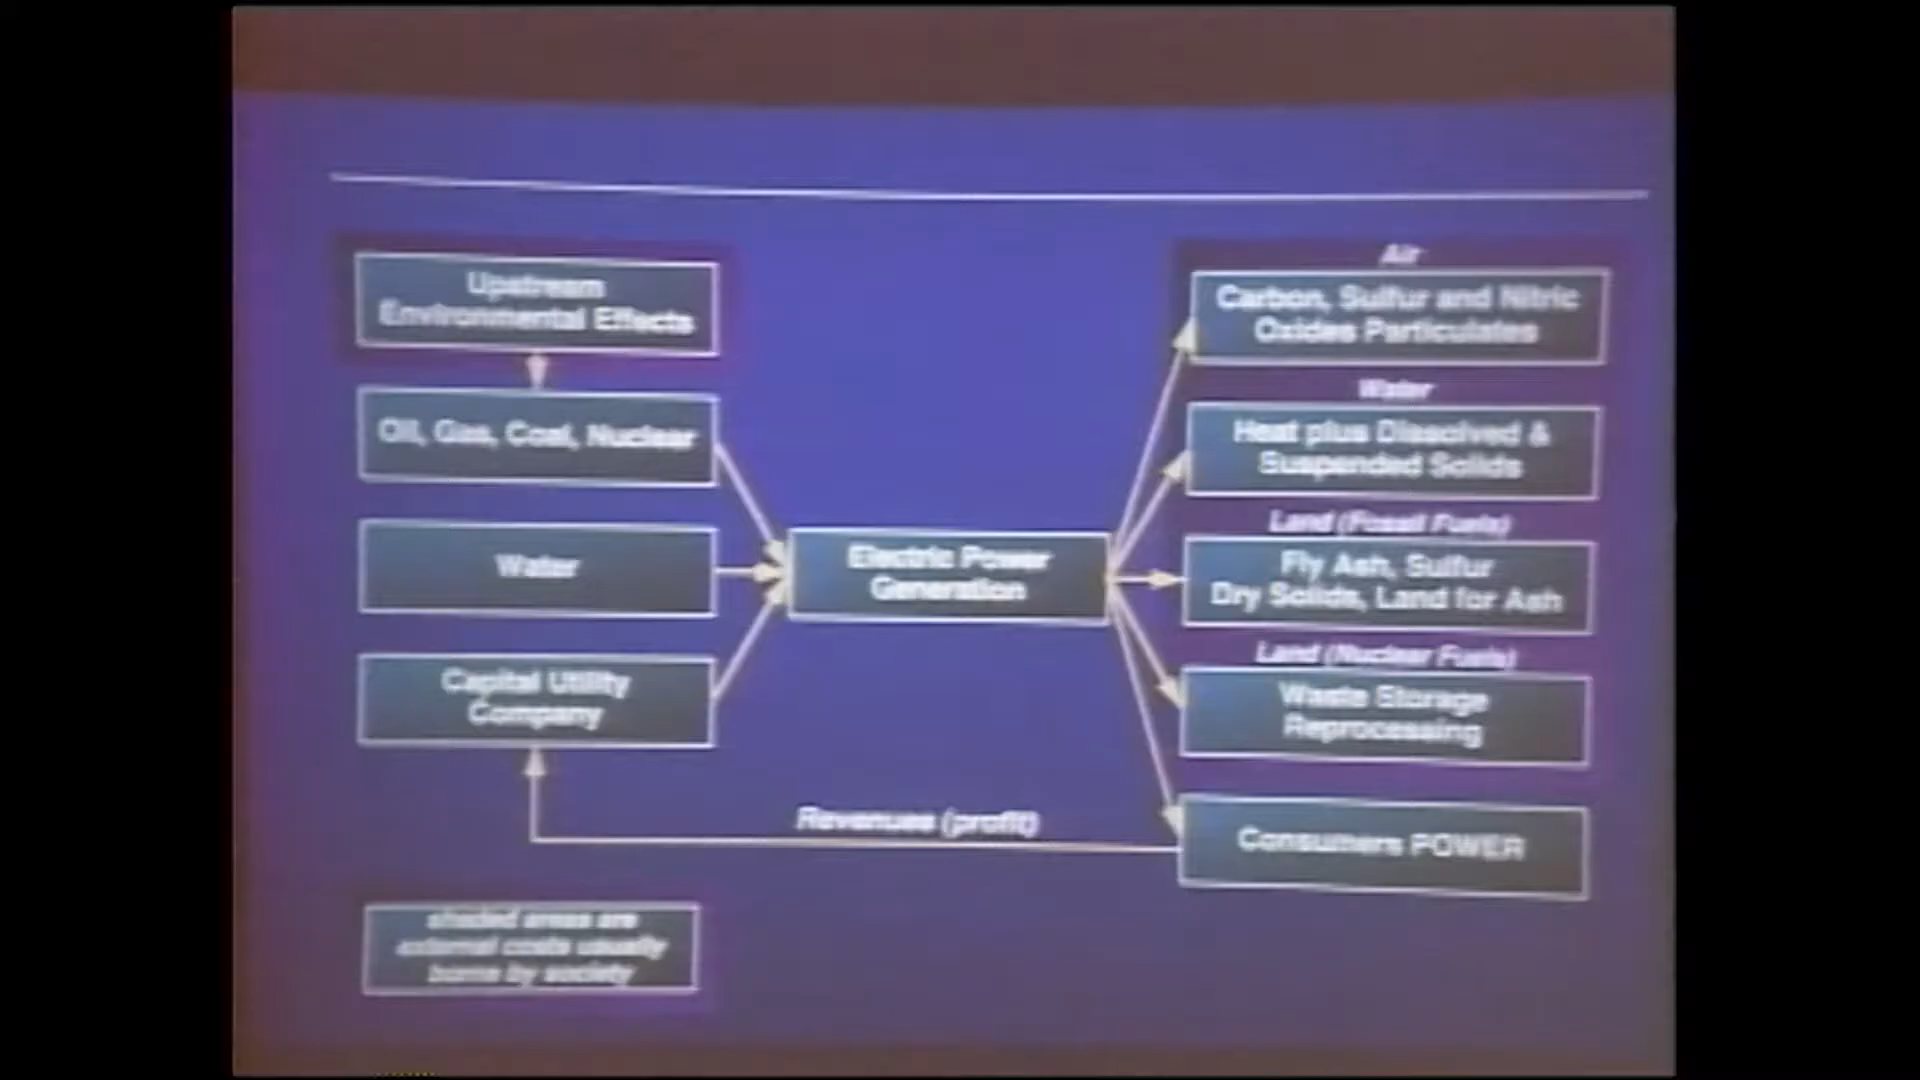 Upstream
Environmental Effects
Oil, Gas, Coal, Nuclear
Water
Capital Utility
Company
Electric Power
Generation
Air
Carbon, Sulfur and Nitric
Oxides Particulates
Water
Heat plus Dissolved &
Suspended Solids
Land (Fossil Fuels)
Fly Ash, Sulfur
Dry Solids, Land for Ash
Land (Nuclear Fuels)
Waste Storage
Reprocessing
Consumers POWER
Revenues (profit)
shaded areas are
external costs usually
borne by society